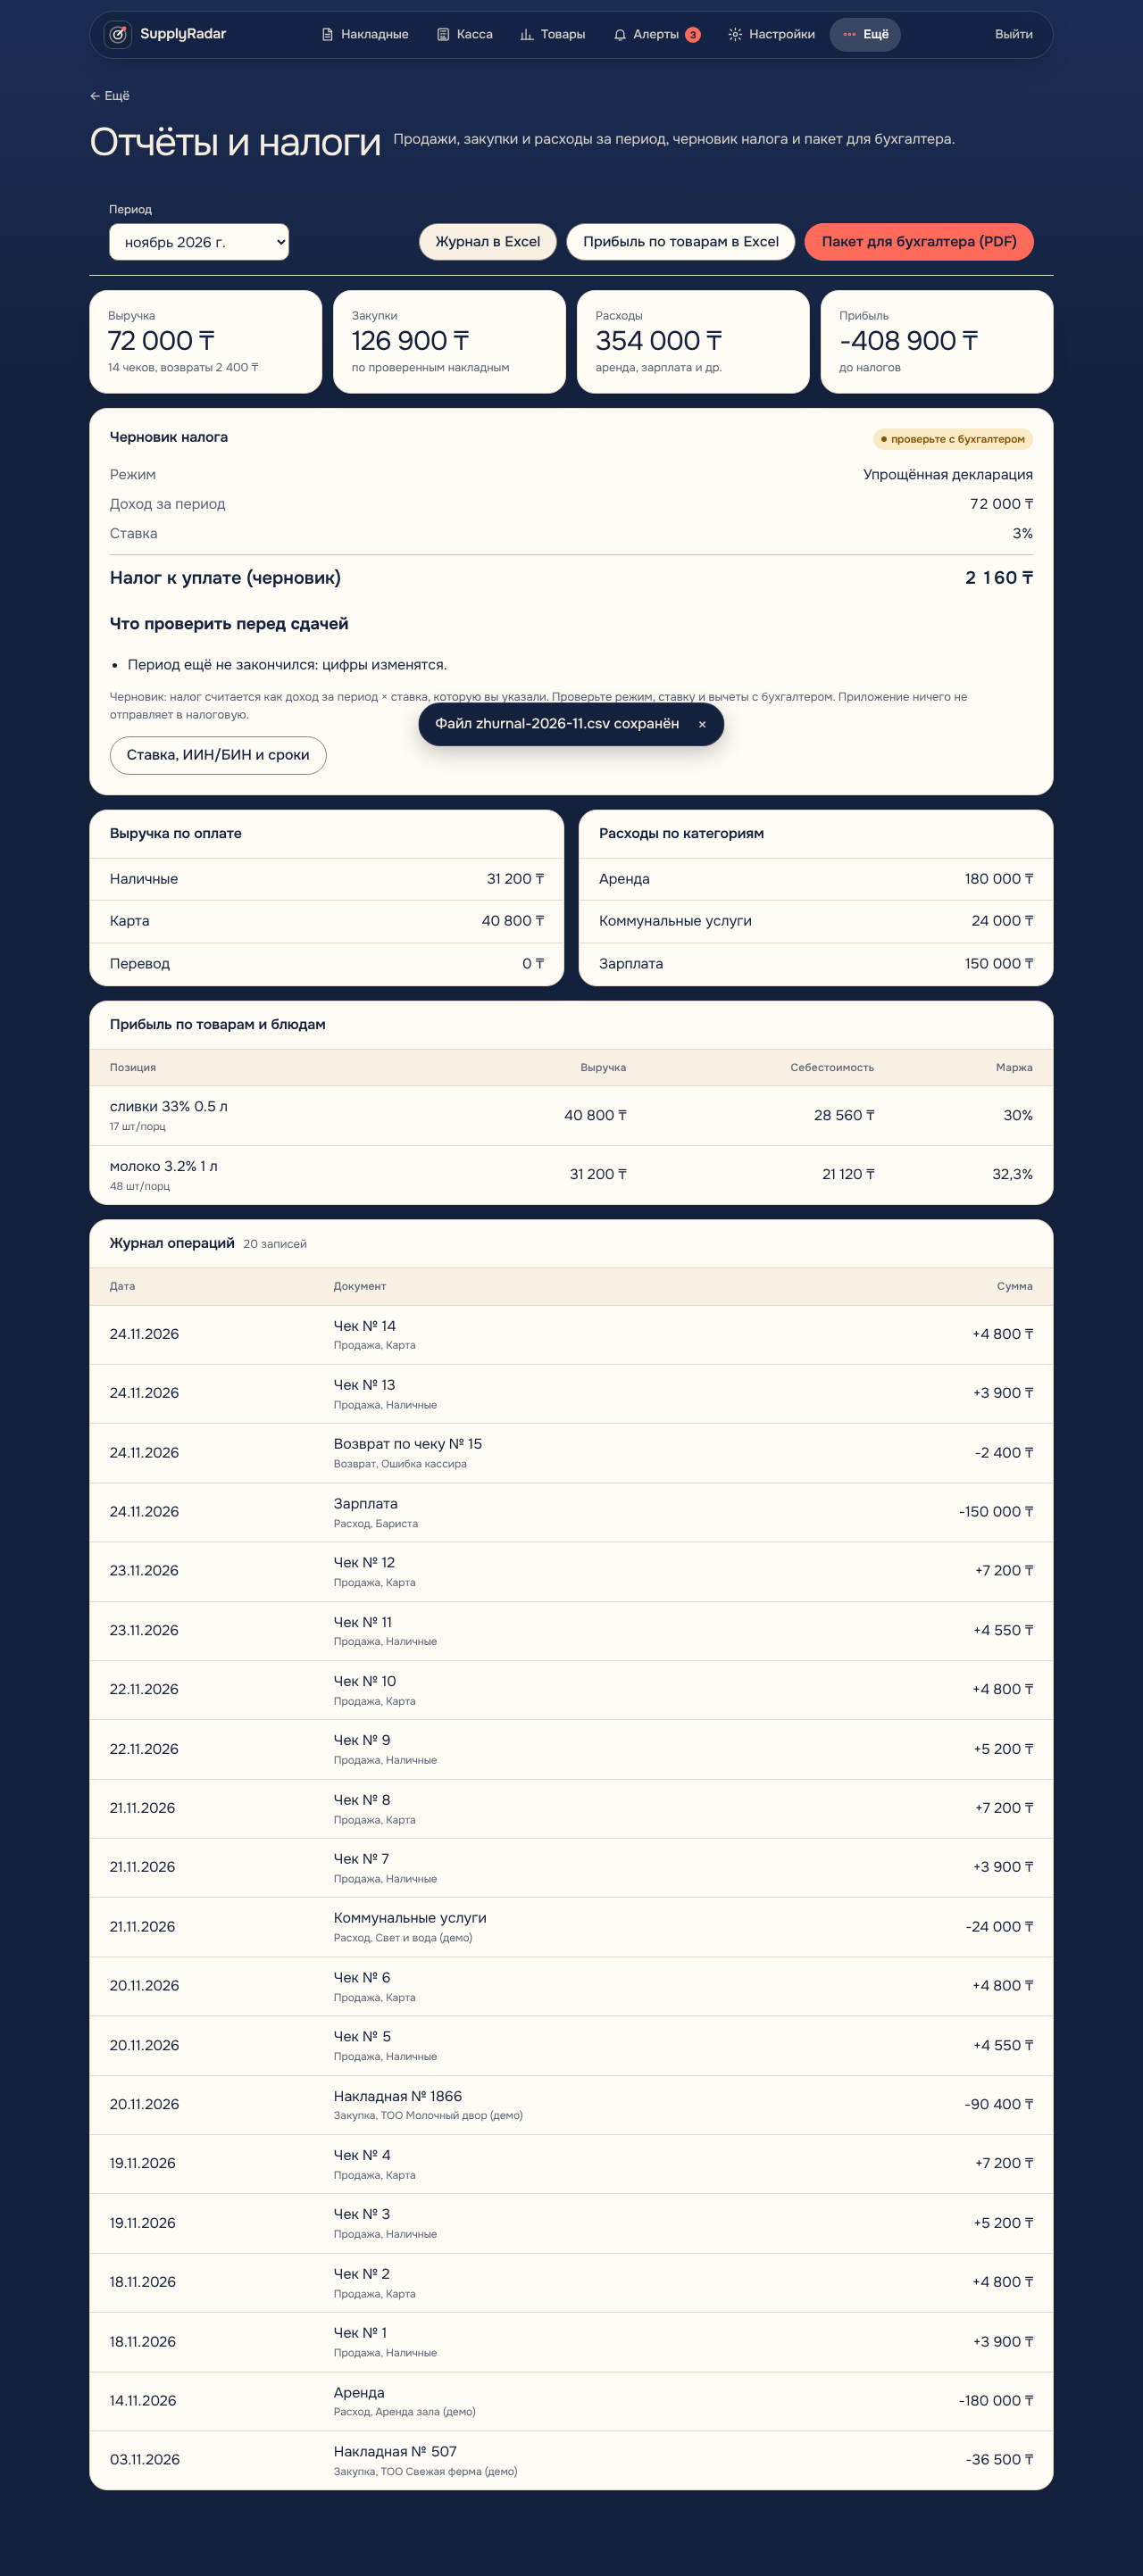 SupplyRadar
Накладные
Касса
Товары
Алерты 3
Настройки
Ещё
Выйти
← Ещё
Отчёты и налоги
Продажи, закупки и расходы за период, черновик налога и пакет для бухгалтера.
Период
ноябрь 2026 г.
Журнал в Excel
Прибыль по товарам в Excel
Пакет для бухгалтера (PDF)
Выручка
72 000 ₸
14 чеков, возвраты 2 400 ₸
Закупки
126 900 ₸
по проверенным накладным
Расходы
354 000 ₸
аренда, зарплата и др.
Прибыль
-408 900 ₸
до налогов
Черновик налога
проверьте с бухгалтером
Режим Упрощённая декларация
Доход за период 72 000 ₸
Ставка 3%
Налог к уплате (черновик) 2 160 ₸
Что проверить перед сдачей
• Период ещё не закончился: цифры изменятся.
Черновик: налог считается как доход за период × ставка, которую вы указали. Проверьте режим, ставку и вычеты с бухгалтером. Приложение ничего не
отправляет в налоговую.
Файл zhurnal-2026-11.csv сохранён ×
Ставка, ИИН/БИН и сроки
Выручка по оплате
Наличные 31 200 ₸
Карта 40 800 ₸
Перевод 0 ₸
Расходы по категориям
Аренда 180 000 ₸
Коммунальные услуги 24 000 ₸
Зарплата 150 000 ₸
Прибыль по товарам и блюдам
Позиция Выручка Себестоимость Маржа
сливки 33% 0.5 л 40 800 ₸ 28 560 ₸ 30%
17 шт/порц
молоко 3.2% 1 л 31 200 ₸ 21 120 ₸ 32,3%
48 шт/порц
Журнал операций 20 записей
Дата Документ Сумма
24.11.2026 Чек № 14 +4 800 ₸
Продажа, Карта
24.11.2026 Чек № 13 +3 900 ₸
Продажа, Наличные
24.11.2026 Возврат по чеку № 15 -2 400 ₸
Возврат, Ошибка кассира
24.11.2026 Зарплата -150 000 ₸
Расход, Бариста
23.11.2026 Чек № 12 +7 200 ₸
Продажа, Карта
23.11.2026 Чек № 11 +4 550 ₸
Продажа, Наличные
22.11.2026 Чек № 10 +4 800 ₸
Продажа, Карта
22.11.2026 Чек № 9 +5 200 ₸
Продажа, Наличные
21.11.2026 Чек № 8 +7 200 ₸
Продажа, Карта
21.11.2026 Чек № 7 +3 900 ₸
Продажа, Наличные
21.11.2026 Коммунальные услуги -24 000 ₸
Расход, Свет и вода (демо)
20.11.2026 Чек № 6 +4 800 ₸
Продажа, Карта
20.11.2026 Чек № 5 +4 550 ₸
Продажа, Наличные
20.11.2026 Накладная № 1866 -90 400 ₸
Закупка, ТОО Молочный двор (демо)
19.11.2026 Чек № 4 +7 200 ₸
Продажа, Карта
19.11.2026 Чек № 3 +5 200 ₸
Продажа, Наличные
18.11.2026 Чек № 2 +4 800 ₸
Продажа, Карта
18.11.2026 Чек № 1 +3 900 ₸
Продажа, Наличные
14.11.2026 Аренда -180 000 ₸
Расход, Аренда зала (демо)
03.11.2026 Накладная № 507 -36 500 ₸
Закупка, ТОО Свежая ферма (демо)